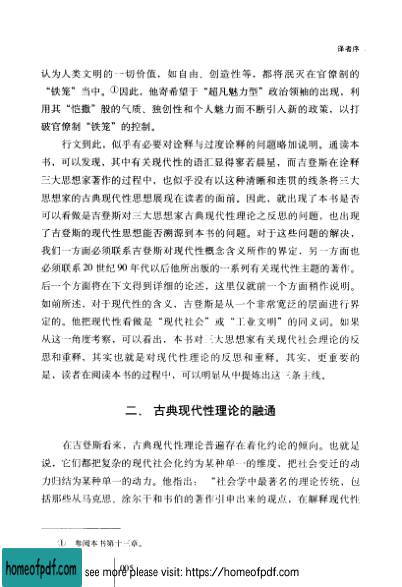 译者序
认为人类文明的一切价值，如自由、创造性等，都将泯灭在官僚制的
“铁笼”当中。①因此，他寄希望于“超凡魅力型”政治领袖的出现，利
用其“恺撒”般的气质、独创性和个人魅力而不断引入新的政策，以打
破官僚制“铁笼”的控制。
行文到此，似乎有必要对诠释与过度诠释的问题略加说明。通读本
书，可以发现，其中有关现代性的语汇显得寥若晨星，而吉登斯在诠释
三大思想家著作的过程中，也似乎没有以这种清晰和连贯的线条将三大
思想家的古典现代性思想展现在读者的面前。因此，就出现了本书是否
可以看做是吉登斯对三大思想家古典现代性理论之反思的问题，也出现
了吉登斯的现代性思想能否溯源到本书的问题。对于这些问题的解决，
我们一方面必须联系吉登斯对现代性概念含义所作的界定，另一方面也
必须联系20世纪90年代以后他所出版的一系列有关现代性主题的著作。
后一个方面将在下文得到详细的论述，这里仅就前一个方面稍作说明。
如前所述，对于现代性的含义，吉登斯是从一个非常宽泛的层面进行界
定的。他把现代性看做是“现代社会”或“工业文明”的同义词。如果
从这一角度考察，可以看出，本书对三大思想家有关现代社会理论的反
思和重释，其实也就是对现代性理论的反思和重释。其实，更重要的
是，读者在阅读本书的过程中，可以明显从中提炼出这三条主线。
二、古典现代性理论的融通
在吉登斯看来，古典现代性理论普遍存在着化约论的倾向。也就是
说，它们都把复杂的现代社会化约为某种单一的维度，把社会变迁的动
力归结为某种单一的动力。他指出：“社会学中最著名的理论传统，包
括那些从马克思、涂尔干和韦伯的著作引申出来的观点，在解释现代性
① 参阅本书第十三章。
005
homeofpdf.com
see more please visit: https://homeofpdf.com